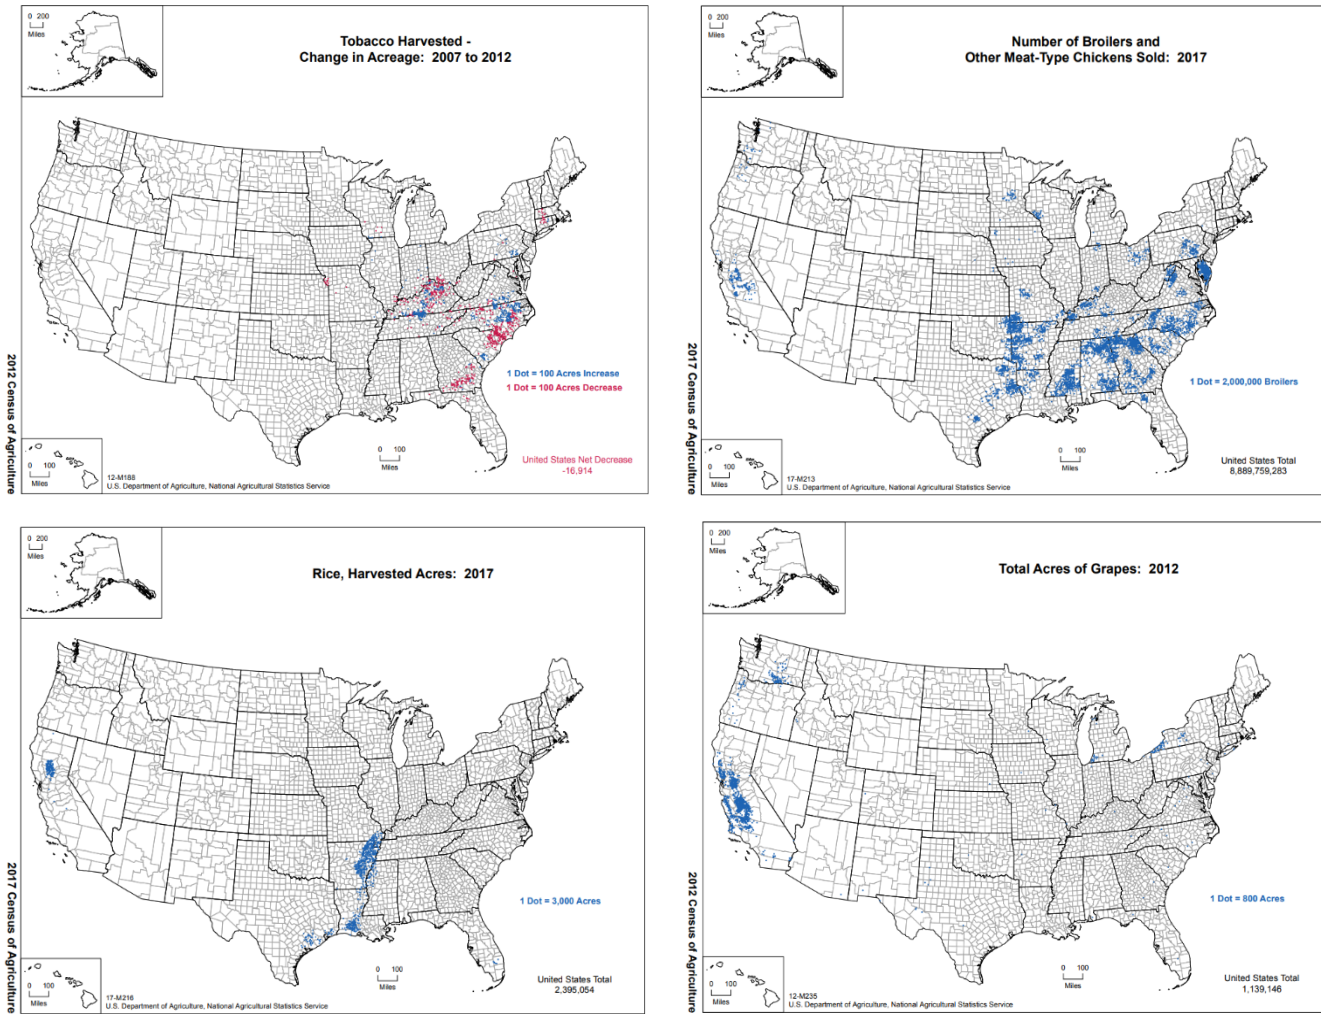 0 200
Miles
Tobacco Harvested -
Change in Acreage: 2007 to 2012
1 Dot = 100 Acres Increase
1 Dot = 100 Acres Decrease
2012 Census of Agriculture
0 100
Miles
0 100
Miles
United States Net Decrease
-16,914
12-M188
U.S. Department of Agriculture, National Agricultural Statistics Service
0 200
Miles
Number of Broilers and
Other Meat-Type Chickens Sold: 2017
1 Dot = 2,000,000 Broilers
2017 Census of Agriculture
0 100
Miles
0 100
Miles
United States Total
8,889,759,283
17-M213
U.S. Department of Agriculture, National Agricultural Statistics Service
0 200
Miles
Rice, Harvested Acres: 2017
1 Dot = 3,000 Acres
2017 Census of Agriculture
0 100
Miles
0 100
Miles
United States Total
2,395,054
17-M216
U.S. Department of Agriculture, National Agricultural Statistics Service
0 200
Miles
Total Acres of Grapes: 2012
1 Dot = 800 Acres
2012 Census of Agriculture
0 100
Miles
0 100
Miles
United States Total
1,139,146
12-M235
U.S. Department of Agriculture, National Agricultural Statistics Service